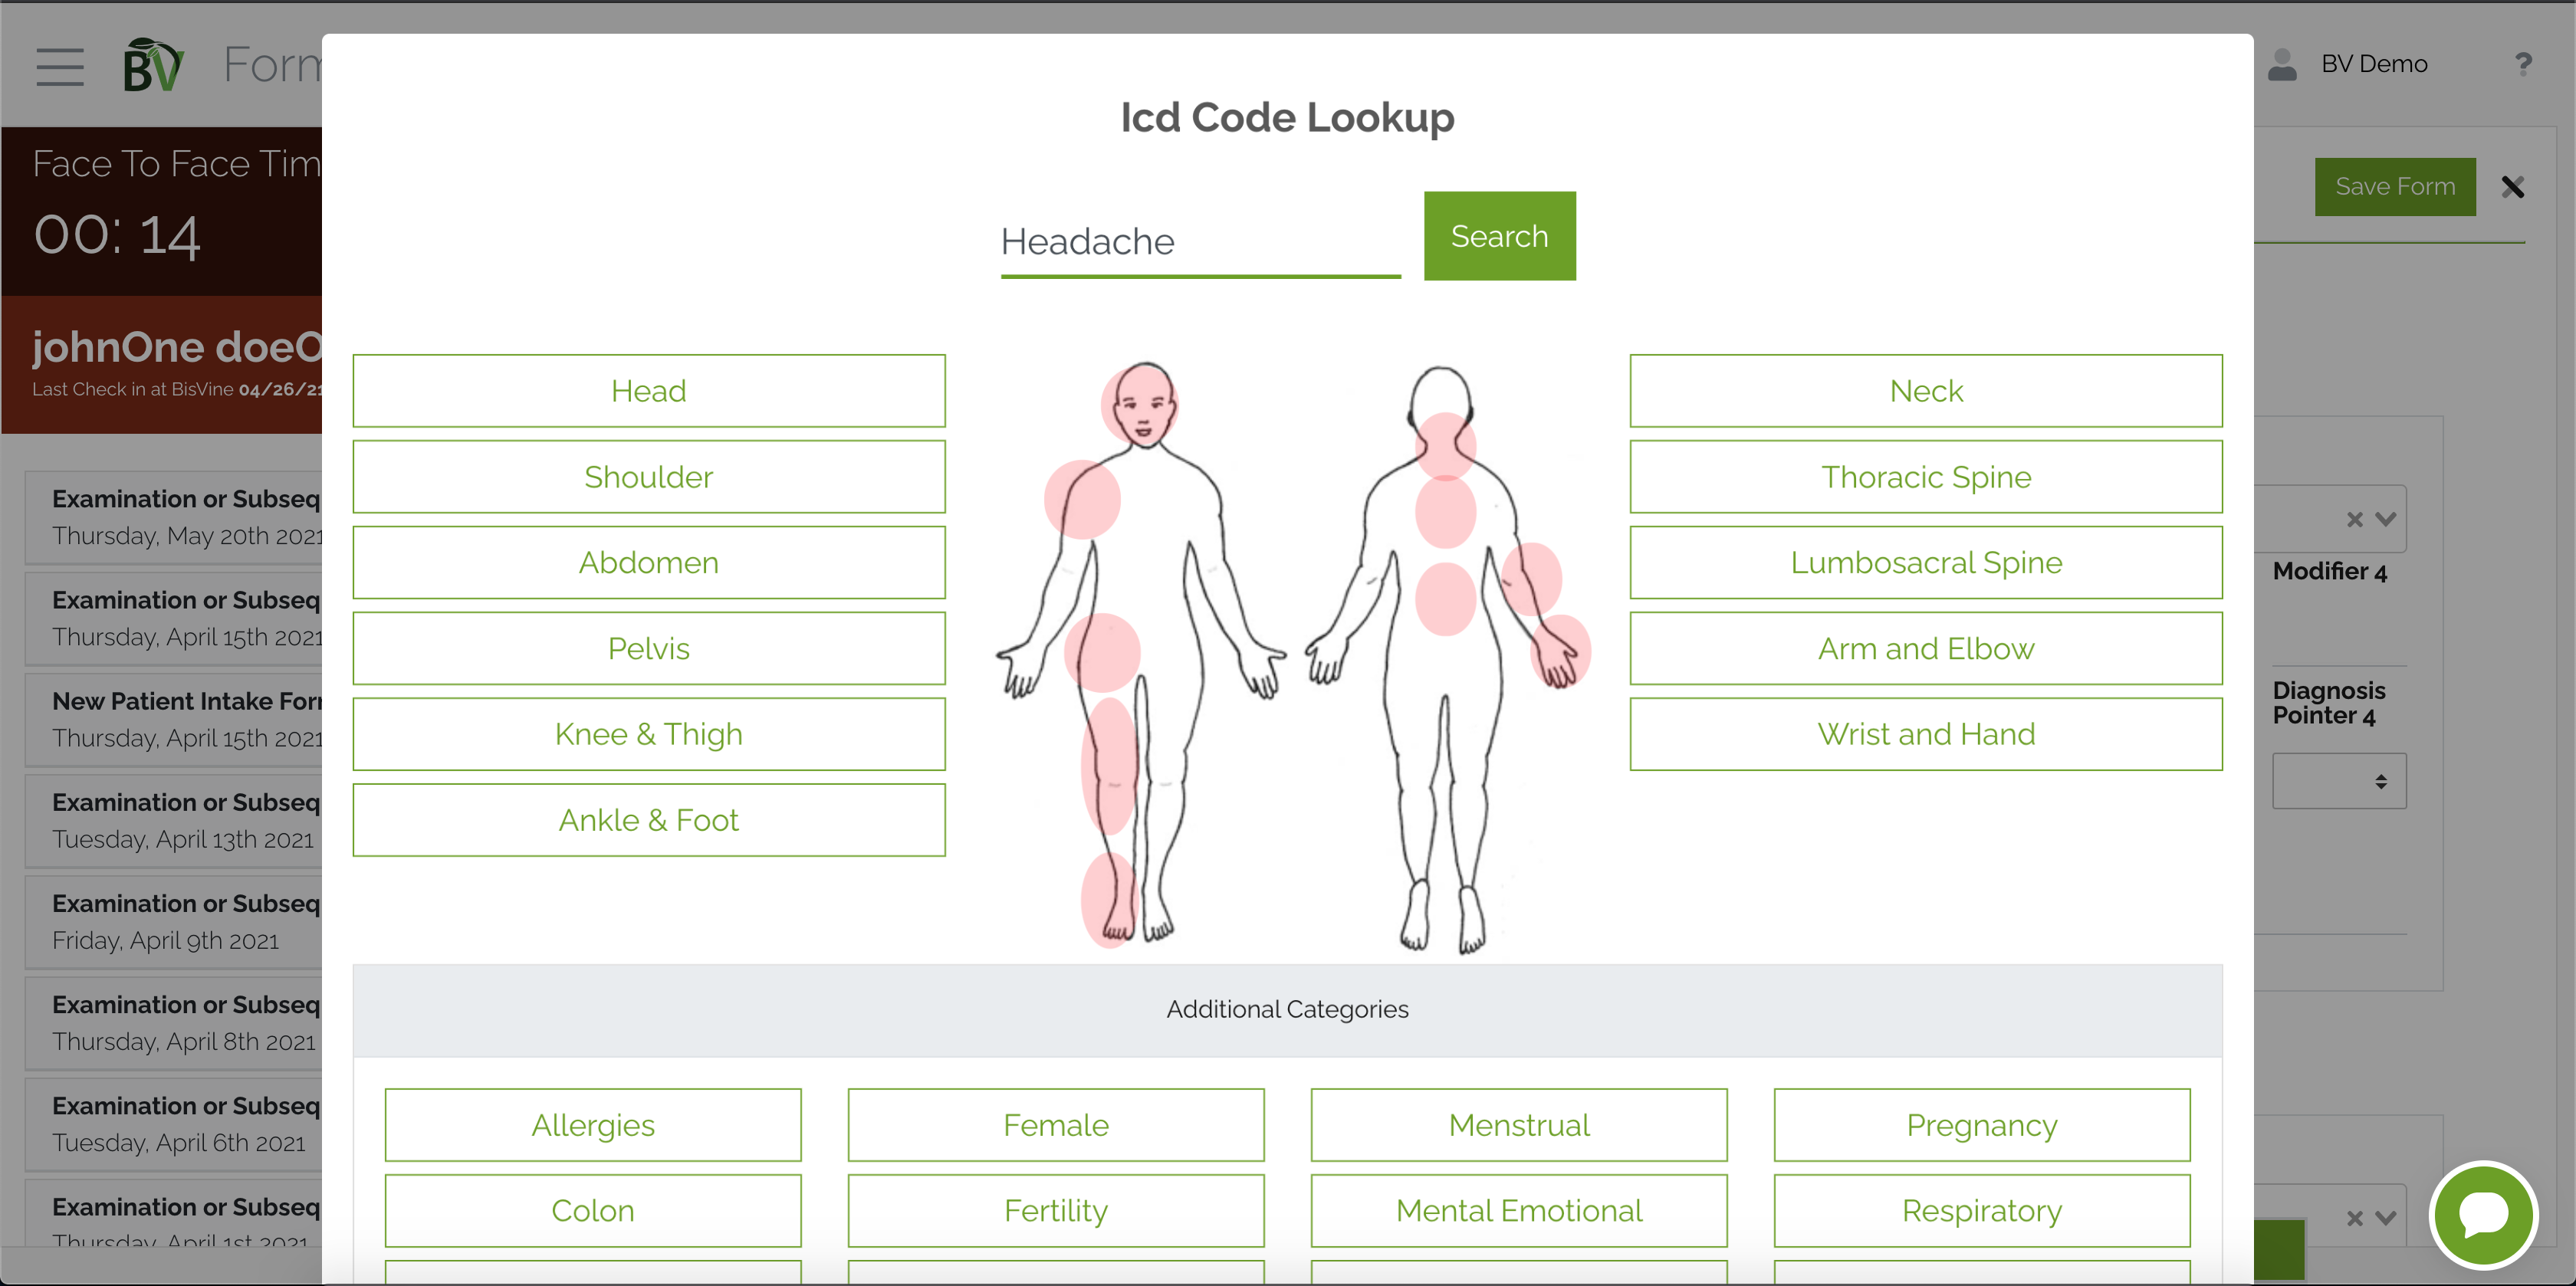 BV
Form
BV Demo
?
Icd Code Lookup
Face To Face Tim
00: 14
Save Form
Headache
Search
johnOne doeO
Last Check in at BisVine 04/26/21
Head
Shoulder
Abdomen
Pelvis
Knee & Thigh
Ankle & Foot
Neck
Thoracic Spine
Lumbosacral Spine
Arm and Elbow
Wrist and Hand
Examination or Subseq
Thursday, May 20th 2021
Examination or Subseq
Thursday, April 15th 2021
New Patient Intake For
Thursday, April 15th 2021
Examination or Subseq
Tuesday, April 13th 2021
Examination or Subseq
Friday, April 9th 2021
Examination or Subseq
Thursday, April 8th 2021
Examination or Subseq
Tuesday, April 6th 2021
Examination or Subseq
Thursday, April 1st 2021
Modifier 4
Diagnosis
Pointer 4
Additional Categories
Allergies
Female
Menstrual
Pregnancy
Colon
Fertility
Mental Emotional
Respiratory